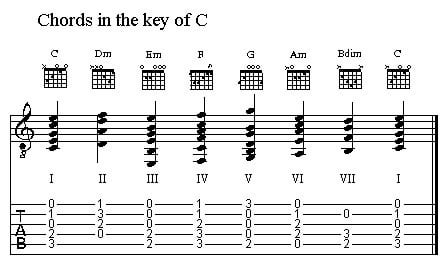 Chords in the key of C
C Dm Em F G Am Bdim C
8
I II III IV V VI VII I
0 1 0 1 3 0 0
T 1 3 0 1 0 1 0 1
A 0 2 0 2 0 2 0
B 2 0 2 3 0 2 3 2
3 2 3 2 0 2 3